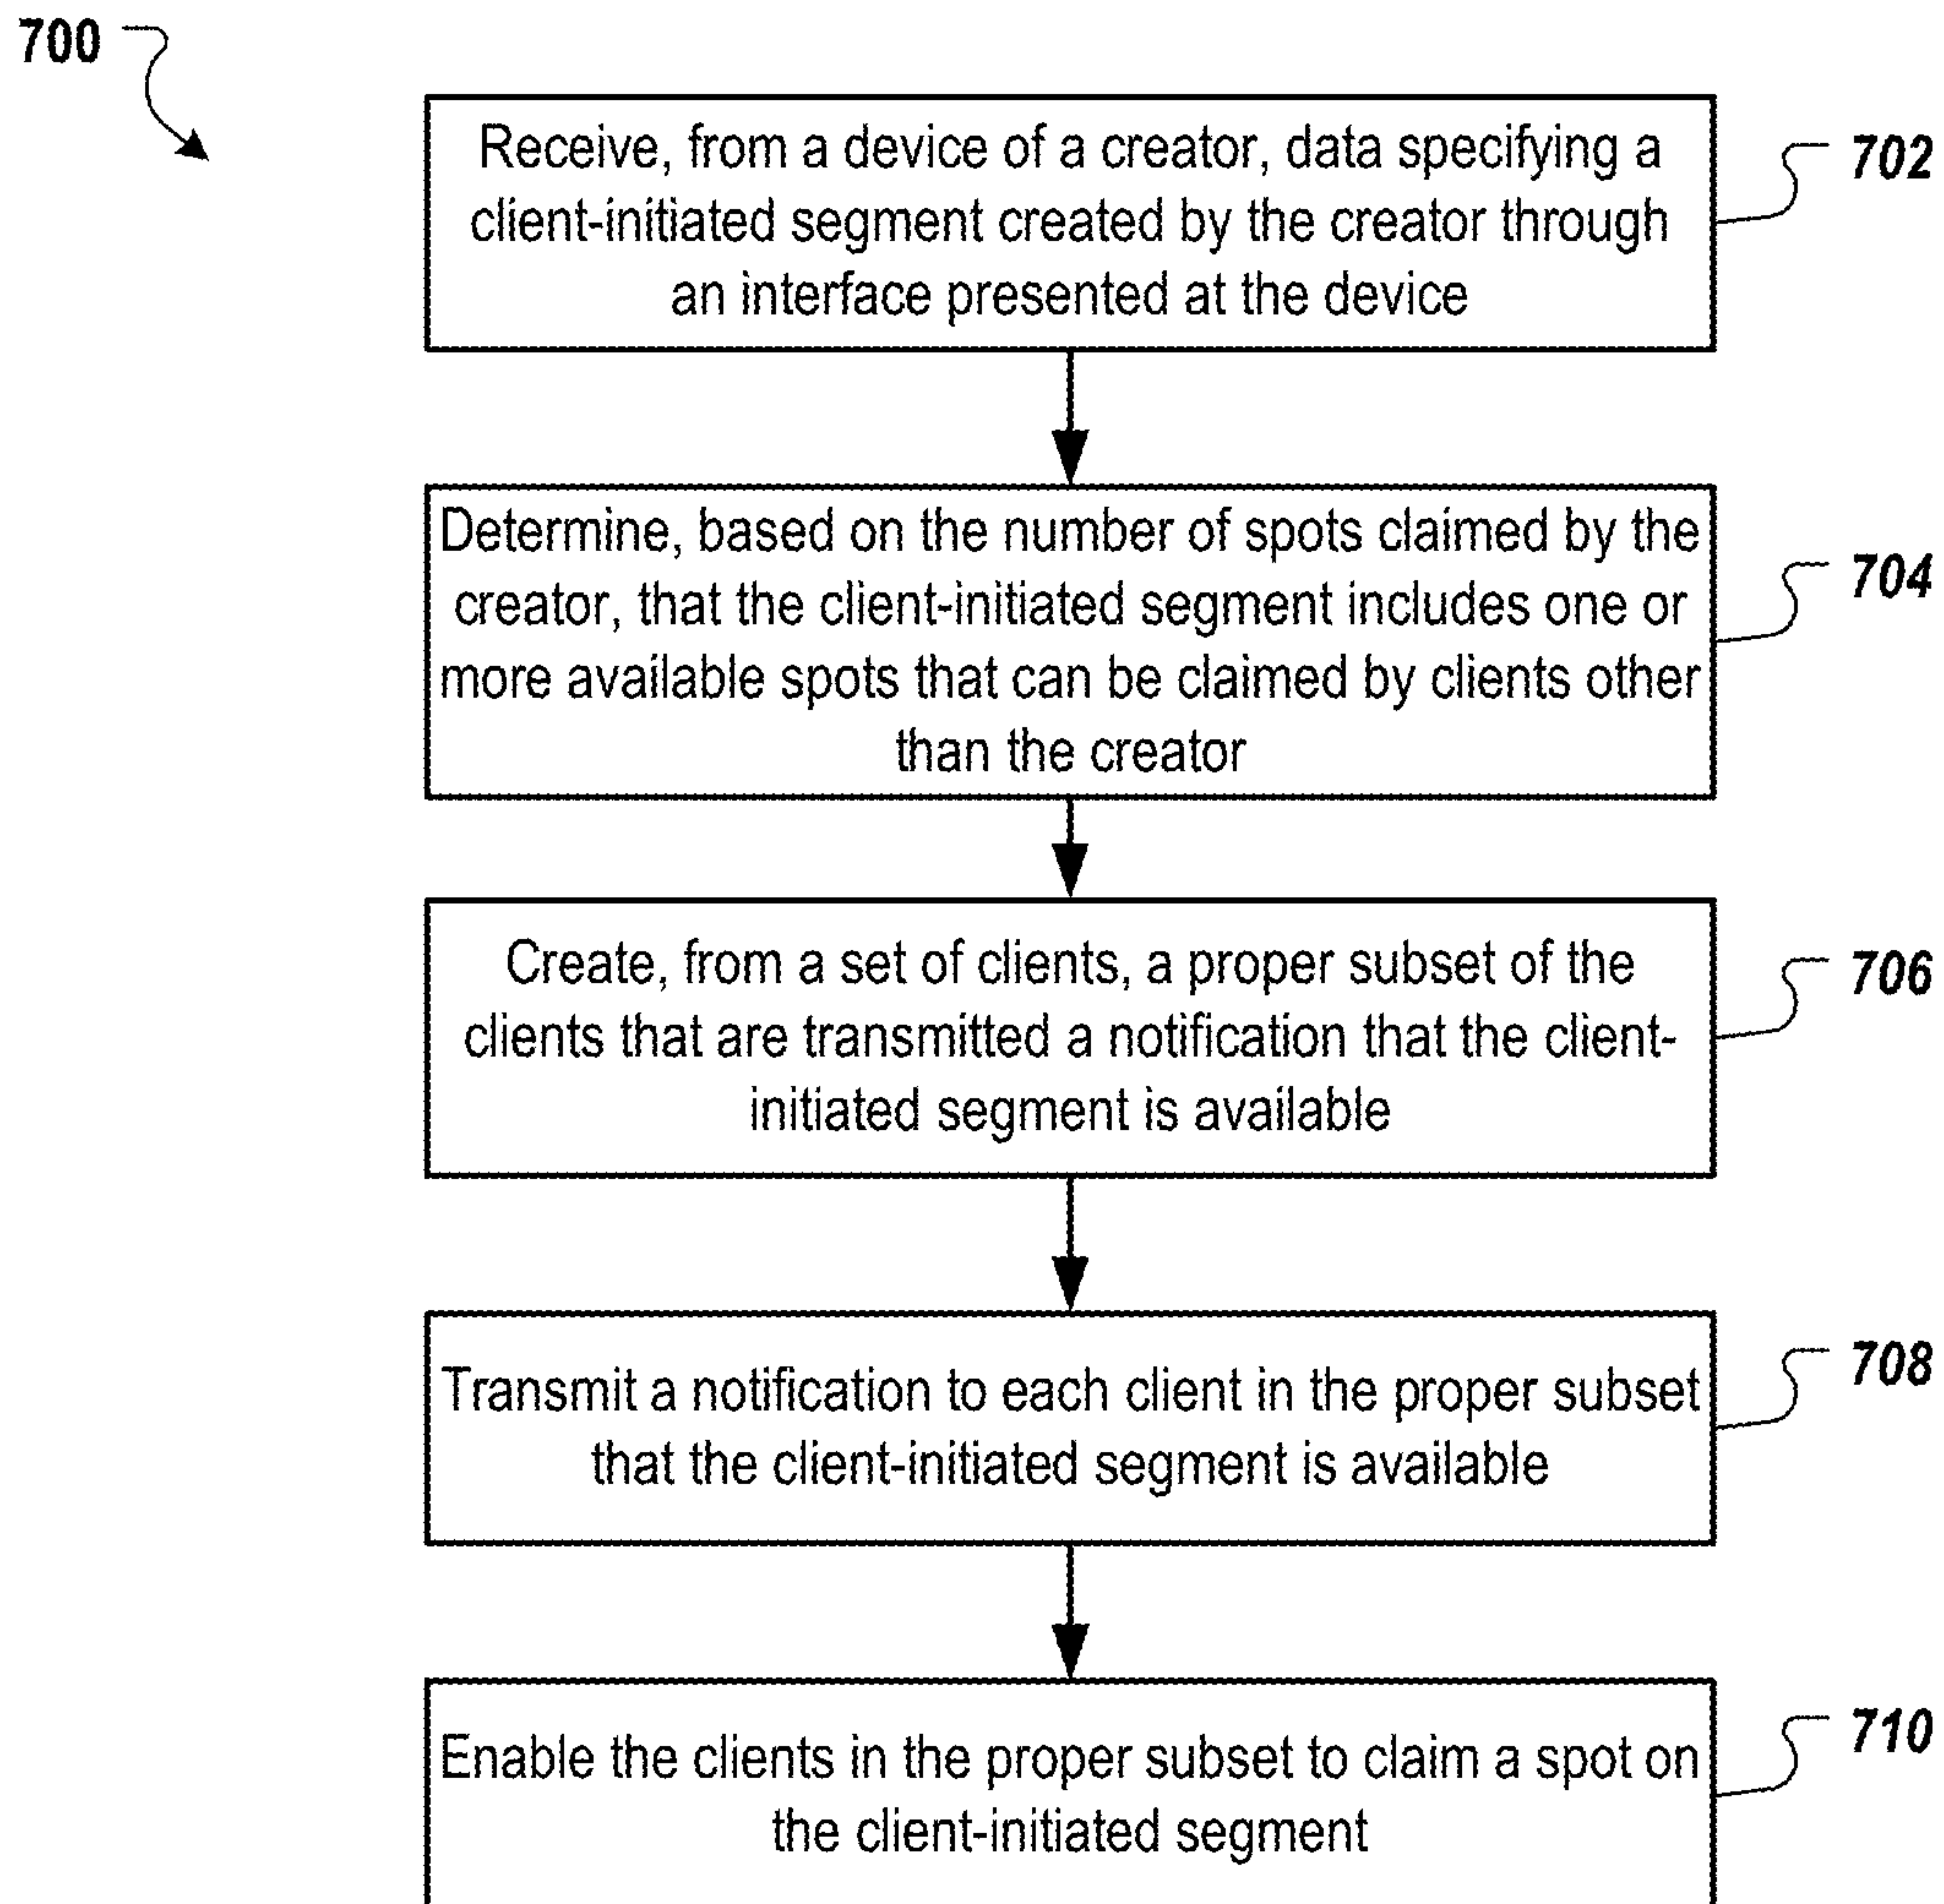 700
Receive, from a device of a creator, data specifying a
client-initiated segment created by the creator through
an interface presented at the device
702
Determine, based on the number of spots claimed by the
creator, that the client-initiated segment includes one or
more available spots that can be claimed by clients other
than the creator
704
Create, from a set of clients, a proper subset of the
clients that are transmitted a notification that the client-
initiated segment is available
706
Transmit a notification to each client in the proper subset
that the client-initiated segment is available
708
Enable the clients in the proper subset to claim a spot on
the client-initiated segment
710